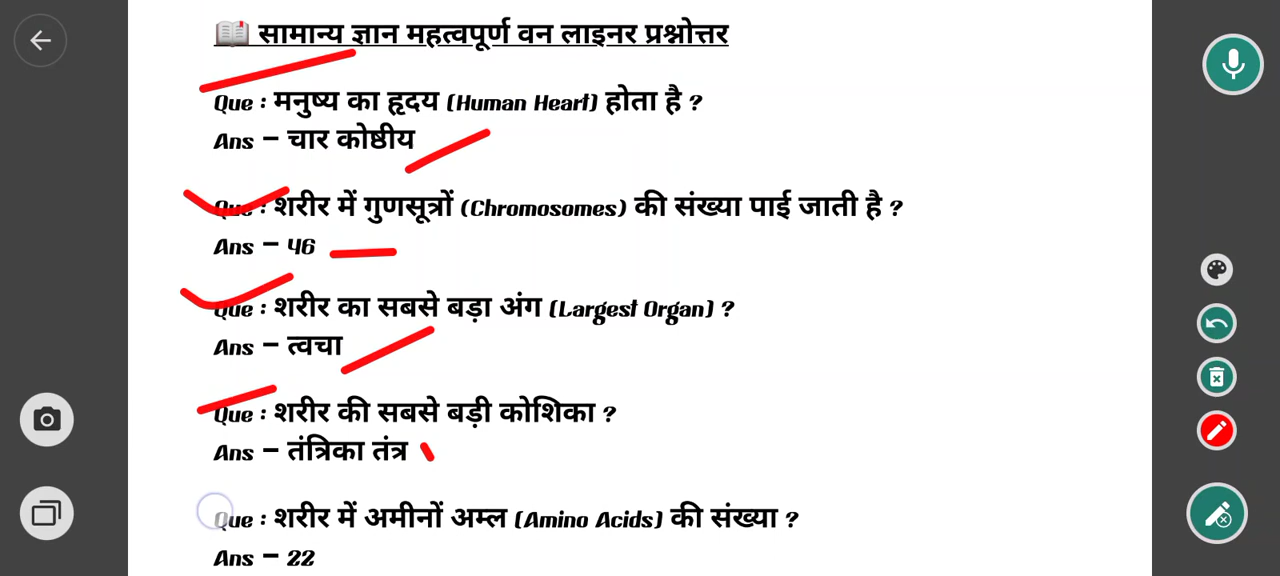 📖 सामान्य ज्ञान महत्वपूर्ण वन लाइनर प्रश्नोत्तर
Que : मनुष्य का हृदय (Human Heart) होता है ?
Ans – चार कोष्ठीय
Que : शरीर में गुणसूत्रों (Chromosomes) की संख्या पाई जाती है ?
Ans – 46
Que : शरीर का सबसे बड़ा अंग (Largest Organ) ?
Ans – त्वचा
Que : शरीर की सबसे बड़ी कोशिका ?
Ans – तंत्रिका तंत्र
Que : शरीर में अमीनों अम्ल (Amino Acids) की संख्या ?
Ans – 22